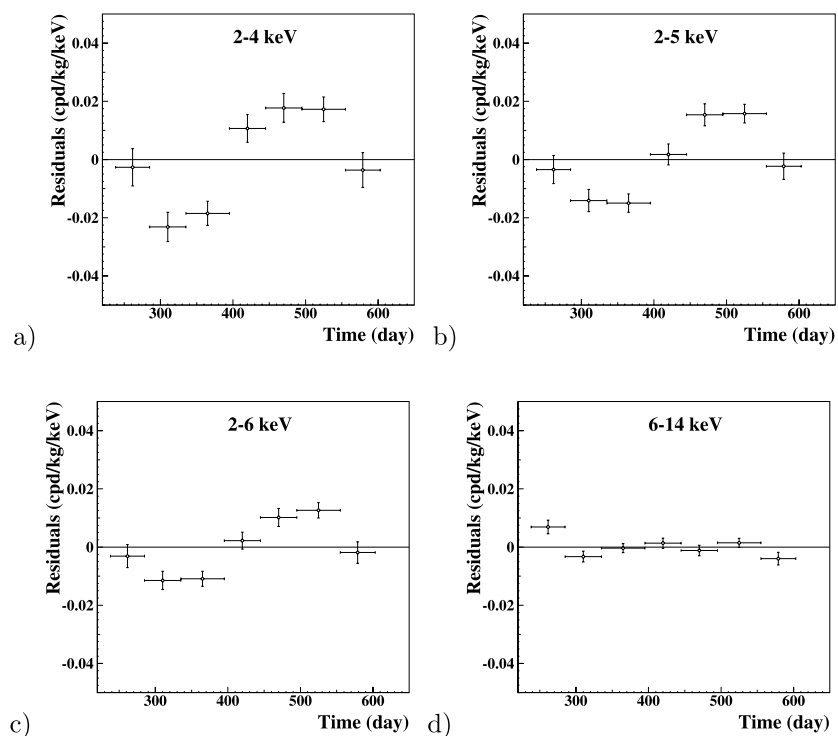 2-4 keV
Residuals (cpd/kg/keV)
0.04
0.02
0
-0.02
-0.04
300
400
500
600
Time (day)
a)
2-5 keV
Residuals (cpd/kg/keV)
0.04
0.02
0
-0.02
-0.04
300
400
500
600
Time (day)
b)
2-6 keV
Residuals (cpd/kg/keV)
0.04
0.02
0
-0.02
-0.04
300
400
500
600
Time (day)
c)
6-14 keV
Residuals (cpd/kg/keV)
0.04
0.02
0
-0.02
-0.04
300
400
500
600
Time (day)
d)